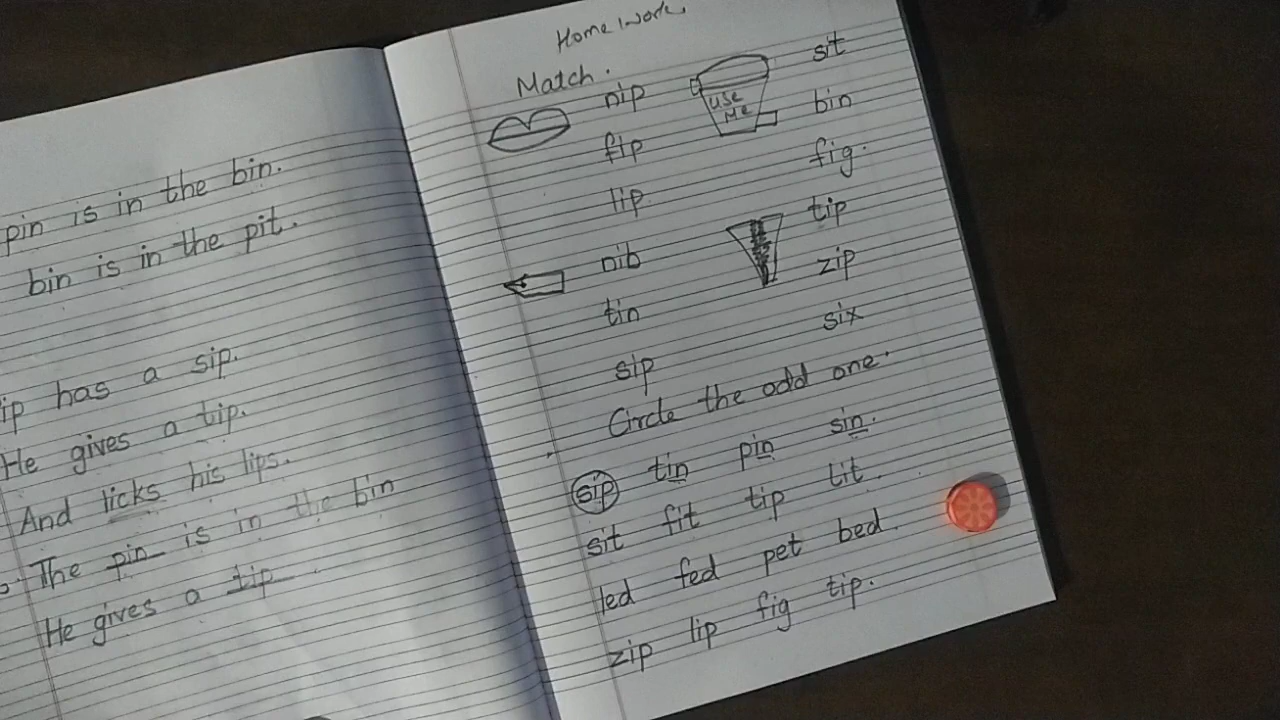 pin is in the bin.
bin is in the pit.
ip has a sip.
He gives a tip.
And licks his lips.
The pin is in the bin
He gives a tip.
Home work.
Match.
nip
fip
lip
nib
tin
sip
USE
Me
sit
bin
fig.
tip
zip
six
Circle the odd one.
sip tin pin sin.
sit fit tip lit.
led fed pet bed.
zip lip fig tip.